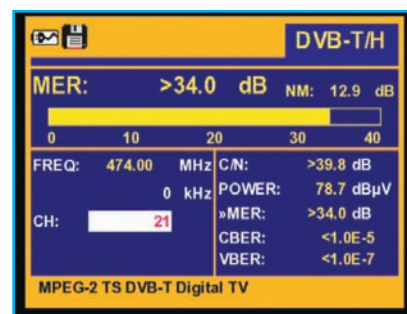 DVB-T/H
MER: >34.0 dB NM: 12.9 dB
0 10 20 30 40
FREQ: 474.00 MHz
0 kHz
CH: 21
C/N: >39.8 dB
POWER: 78.7 dBµV
»MER: >34.0 dB
CBER: <1.0E-5
VBER: <1.0E-7
MPEG-2 TS DVB-T Digital TV